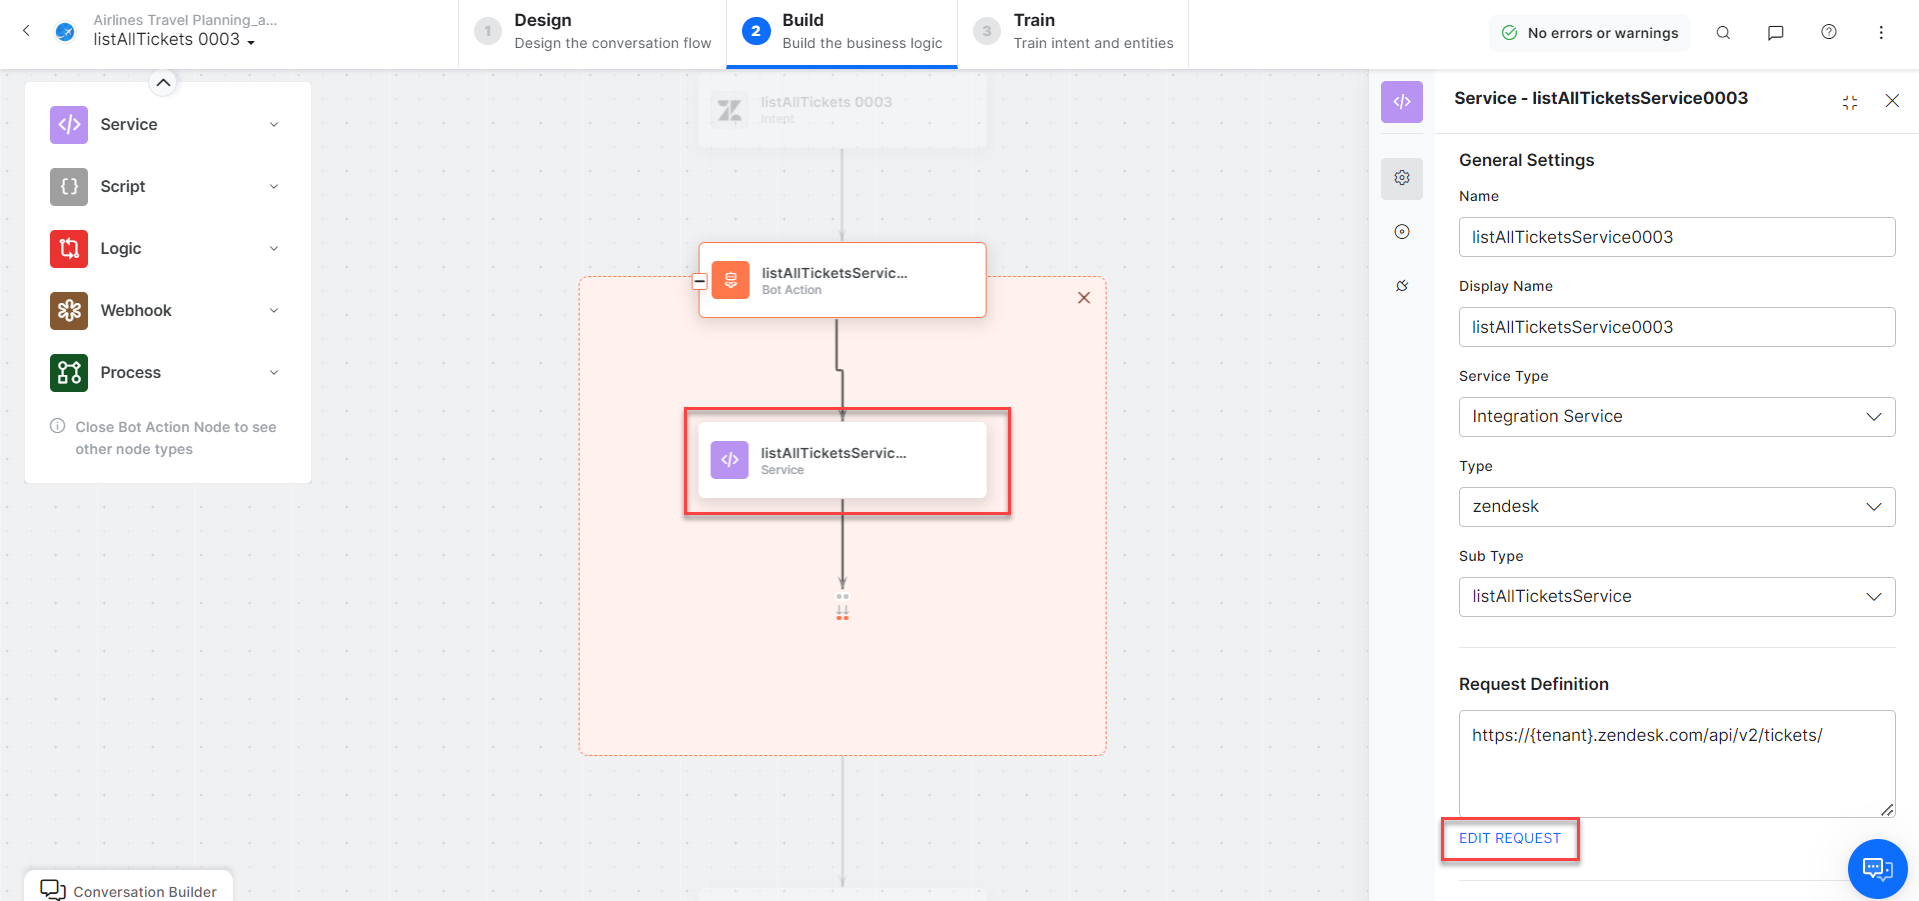 Airlines Travel Planning_a...
listAllTickets 0003
1
Design
Design the conversation flow
2
Build
Build the business logic
3
Train
Train intent and entities
No errors or warnings
Service
Script
Logic
Webhook
Process
Close Bot Action Node to see
other node types
listAllTickets 0003
Intent
listAllTicketsServic...
Bot Action
listAllTicketsServic...
Service
Conversation Builder
Service - listAllTicketsService0003
General Settings
Name
listAllTicketsService0003
Display Name
listAllTicketsService0003
Service Type
Integration Service
Type
zendesk
Sub Type
listAllTicketsService
Request Definition
https://{tenant}.zendesk.com/api/v2/tickets/
EDIT REQUEST